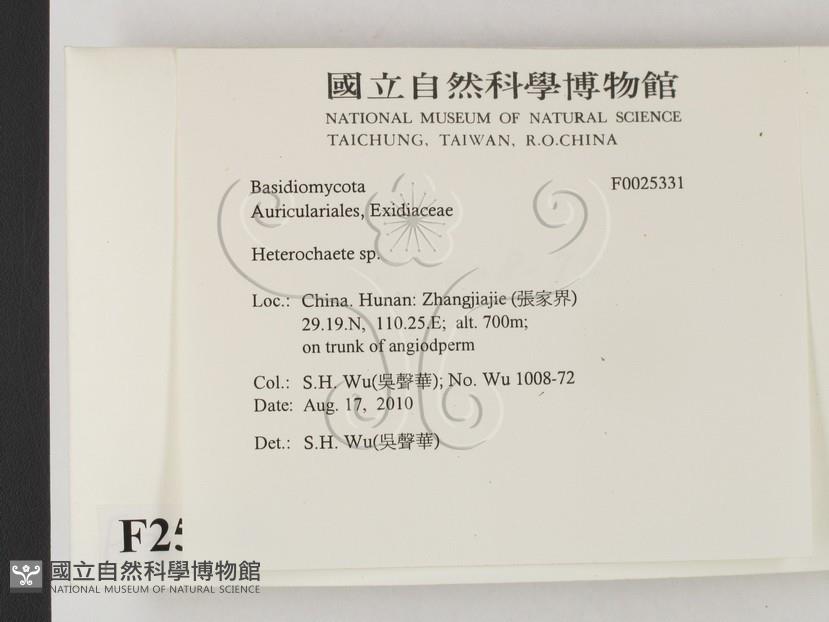 國立自然科學博物館
NATIONAL MUSEUM OF NATURAL SCIENCE
TAICHUNG, TAIWAN, R.O.CHINA
Basidiomycota F0025331
Auriculariales, Exidiaceae
Heterochaete sp.
Loc.: China. Hunan: Zhangjiajie (張家界)
29.19.N, 110.25.E; alt. 700m;
on trunk of angiodperm
Col.: S.H. Wu(吳聲華); No. Wu 1008-72
Date: Aug. 17, 2010
Det.: S.H. Wu(吳聲華)
F25
國立自然科學博物館
NATIONAL MUSEUM OF NATURAL SCIENCE